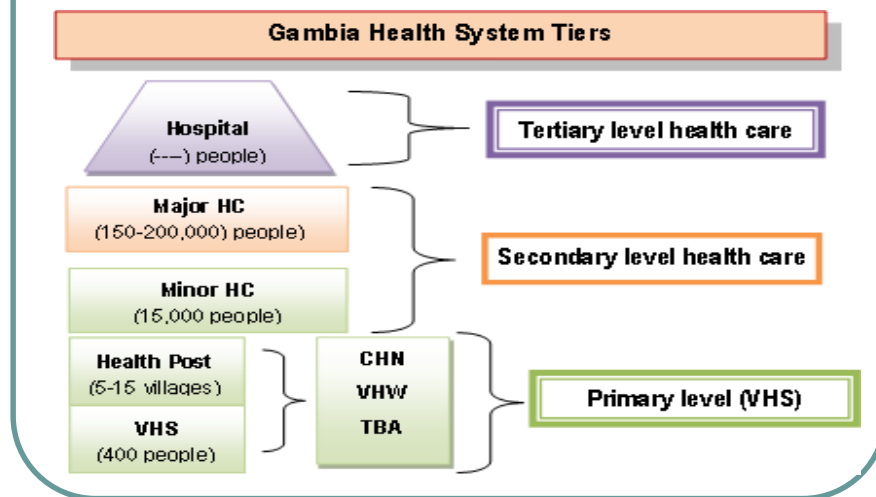 Gambia Health System Tiers
Hospital
(----) people)
Tertiary level health care
Major HC
(150-200,000) people)
Minor HC
(15,000 people)
Secondary level health care
Health Post
(5-15 villages)
VHS
(400 people)
CHN
VHW
TBA
Primary level (VHS)